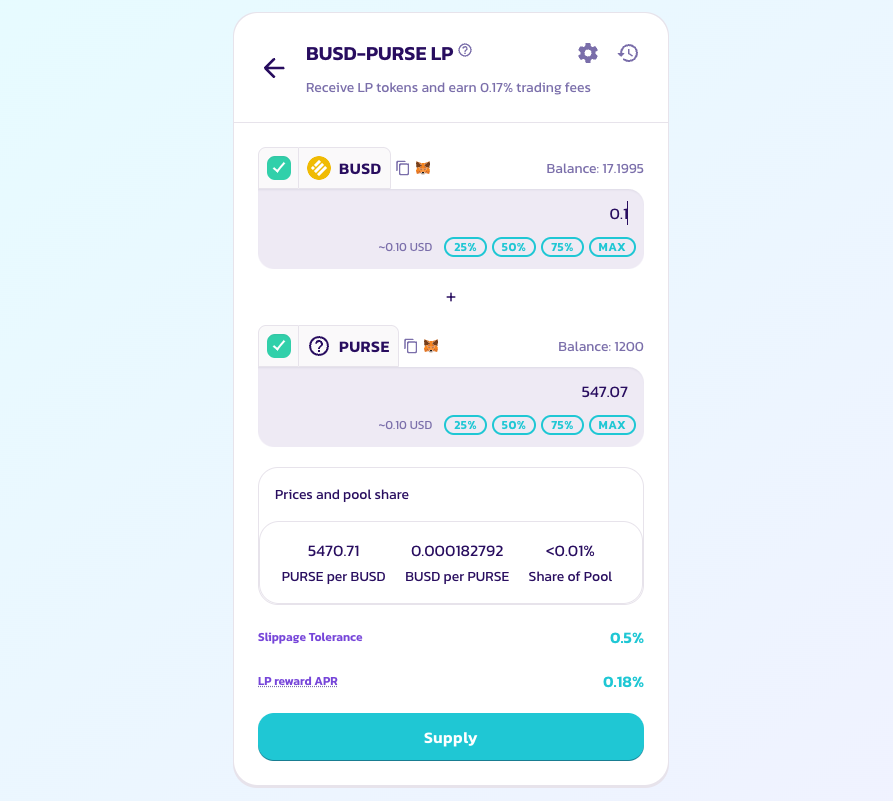 BUSD-PURSE LP
Receive LP tokens and earn 0.17% trading fees
BUSD
Balance: 17.1995
0.1
~0.10 USD 25% 50% 75% MAX
+
PURSE
Balance: 1200
547.07
~0.10 USD 25% 50% 75% MAX
Prices and pool share
5470.71 0.000182792 <0.01%
PURSE per BUSD BUSD per PURSE Share of Pool
Slippage Tolerance 0.5%
LP reward APR 0.18%
Supply